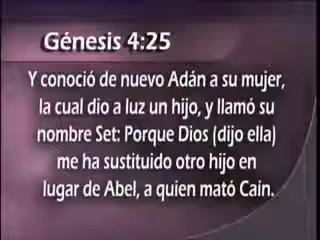 Génesis 4:25
Y conoció de nuevo Adán a su mujer,
la cual dio a luz un hijo, y llamó su
nombre Set: Porque Dios (dijo ella)
me ha sustituido otro hijo en
lugar de Abel, a quien mató Caín.